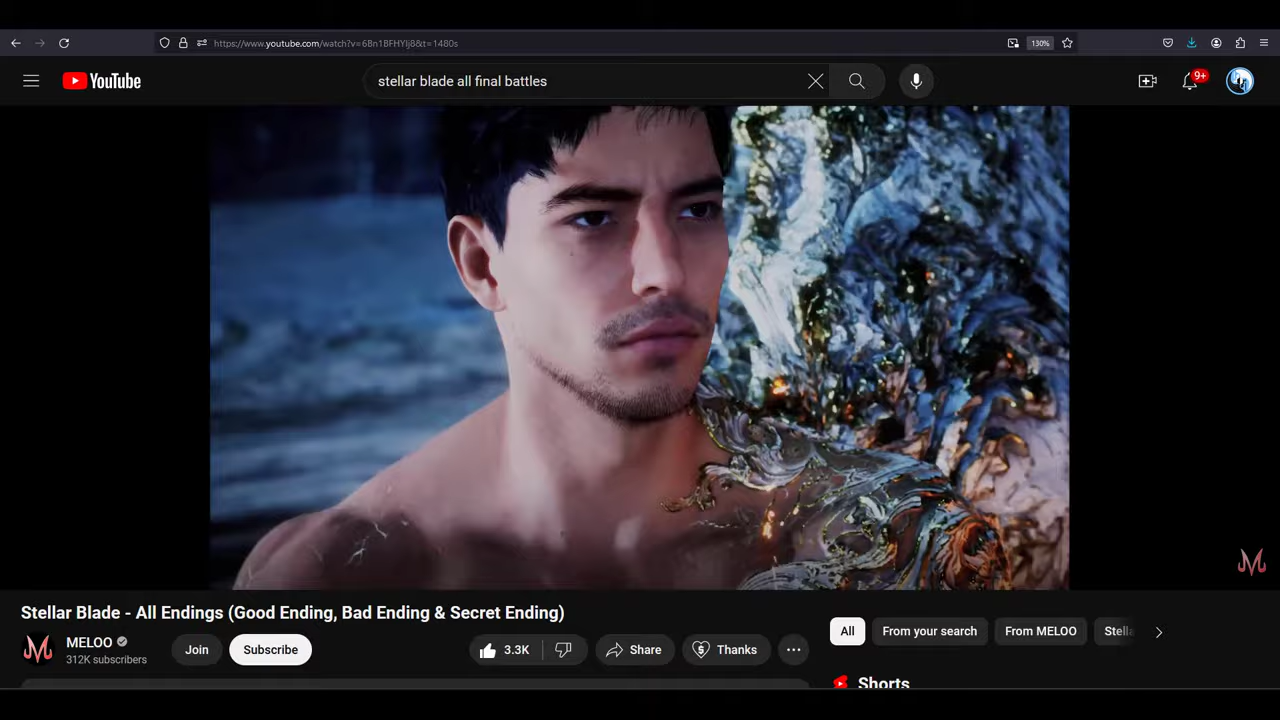 https://www.youtube.com/watch?v=6Bn1BFHYIj8&t=1480s
130%
YouTube
stellar blade all final battles
9+
Stellar Blade - All Endings (Good Ending, Bad Ending & Secret Ending)
MELOO
312K subscribers
Join
Subscribe
3.3K
Share
Thanks
All
From your search
From MELOO
Stella
Shorts